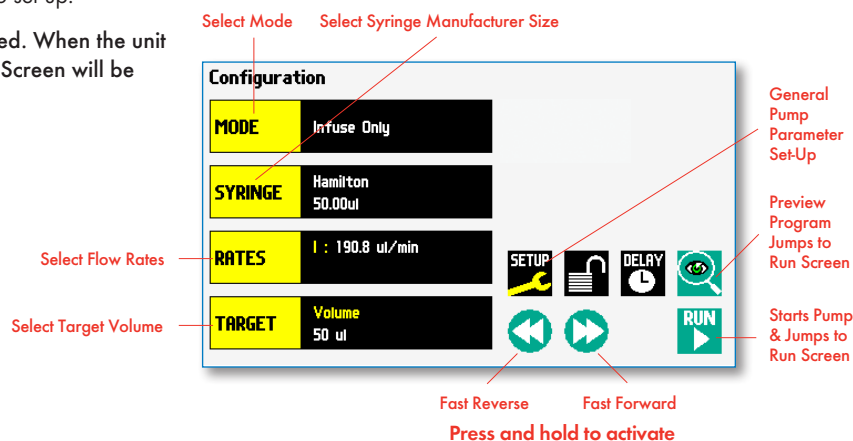 set up.
ed. When the unit
Screen will be
Select Mode
Select Syringe Manufacturer Size
Configuration
MODE
Infuse Only
SYRINGE
Hamilton
50.00ul
RATES
I : 190.8 ul/min
TARGET
Volume
50 ul
SETUP
DELAY
RUN
Select Flow Rates
Select Target Volume
General
Pump
Parameter
Set-Up
Preview
Program
Jumps to
Run Screen
Starts Pump
& Jumps to
Run Screen
Fast Reverse
Fast Forward
Press and hold to activate